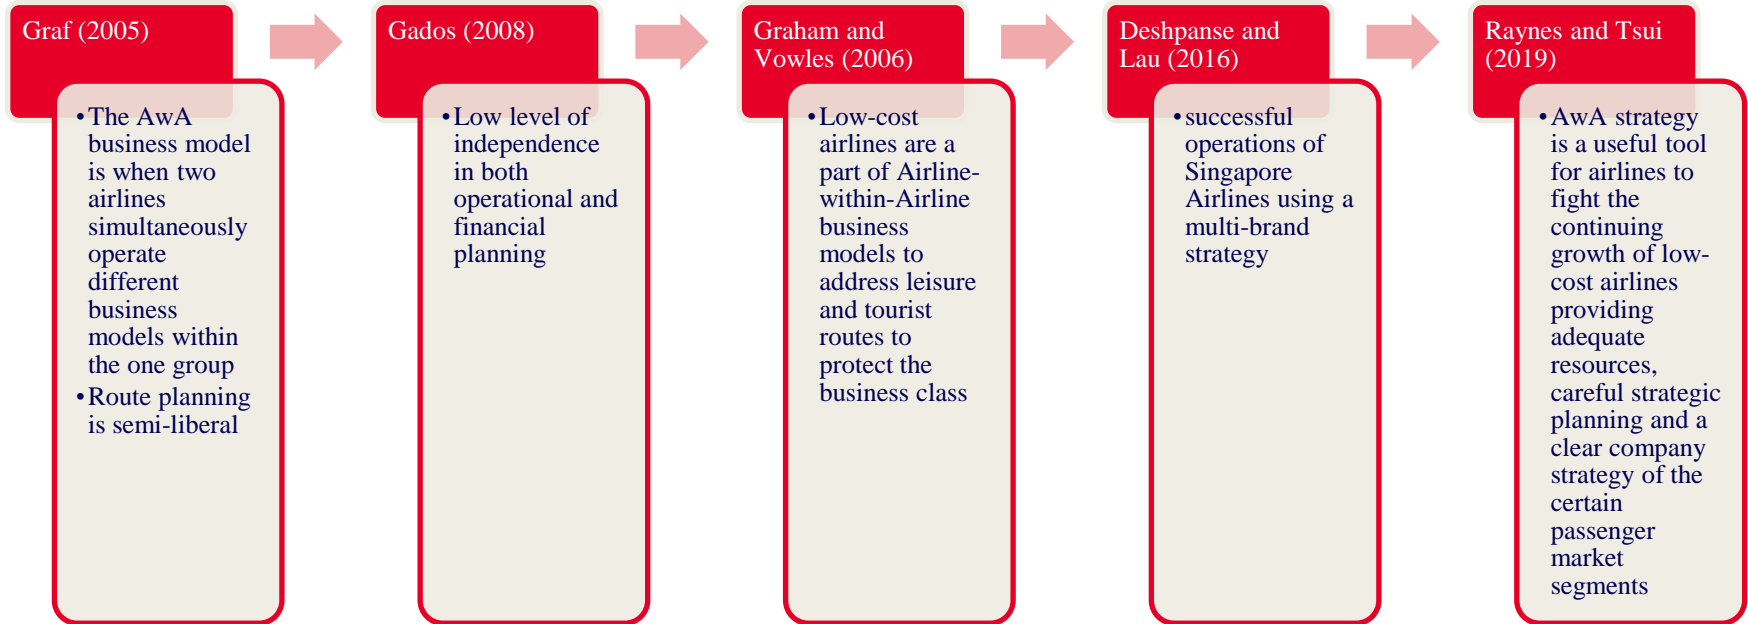 Graf (2005)
•The AwA
business model
is when two
airlines
simultaneously
operate
different
business
models within
the one group
•Route planning
is semi-liberal
Gados (2008)
•Low level of
independence
in both
operational and
financial
planning
Graham and
Vowles (2006)
•Low-cost
airlines are a
part of Airline-
within-Airline
business
models to
address leisure
and tourist
routes to
protect the
business class
Deshpanse and
Lau (2016)
•successful
operations of
Singapore
Airlines using a
multi-brand
strategy
Raynes and Tsui
(2019)
•AwA strategy
is a useful tool
for airlines to
fight the
continuing
growth of low-
cost airlines
providing
adequate
resources,
careful strategic
planning and a
clear company
strategy of the
certain
passenger
market
segments